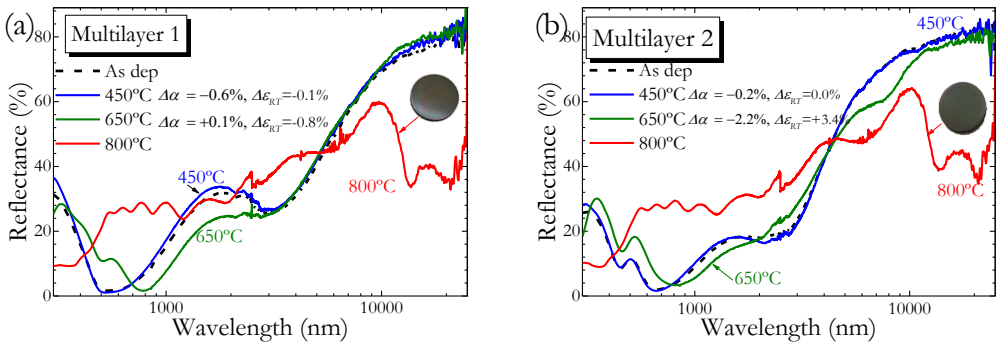 (a)
Multilayer 1
As dep
450ºC Δα = −0.6%, Δε_RT=-0.1%
650ºC Δα = +0.1%, Δε_RT=-0.8%
800ºC
450ºC
650ºC
800ºC
Reflectance (%)
0
20
40
60
80
1000
10000
Wavelength (nm)
(b)
Multilayer 2
450ºC
As dep
450ºC Δα = −0.2%, Δε_RT=0.0%
650ºC Δα = −2.2%, Δε_RT=+3.4%
800ºC
800ºC
650ºC
Reflectance (%)
0
20
40
60
80
1000
10000
Wavelength (nm)